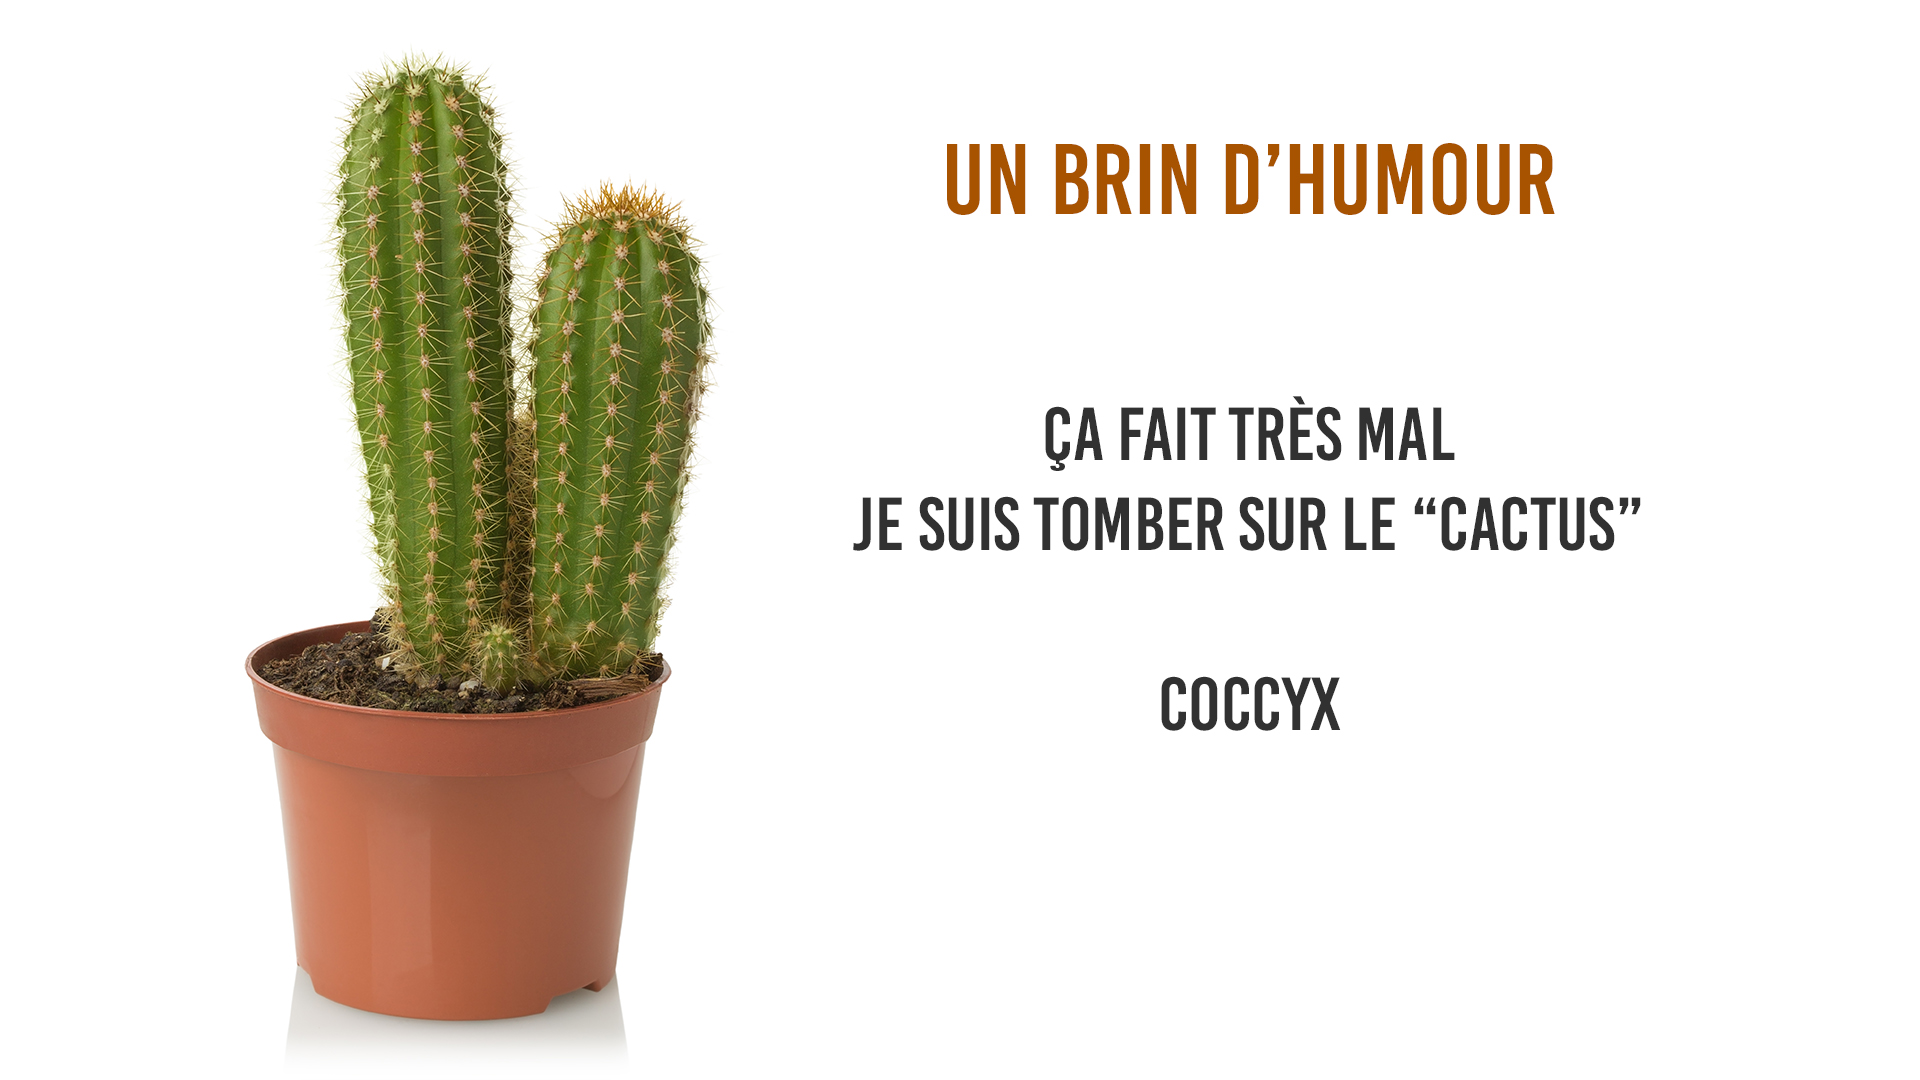 UN BRIN D’HUMOUR
ÇA FAIT TRÈS MAL
JE SUIS TOMBER SUR LE “CACTUS”
COCCYX